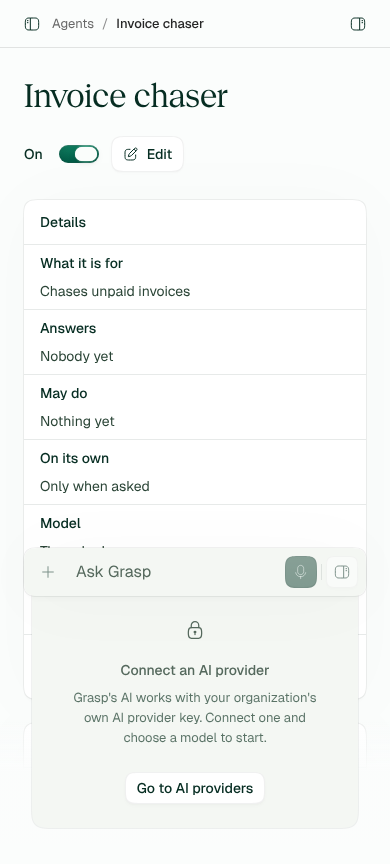 Agents / Invoice chaser
Invoice chaser
On
Edit
Details
What it is for
Chases unpaid invoices
Answers
Nobody yet
May do
Nothing yet
On its own
Only when asked
Model
Ask Grasp
Connect an AI provider
Grasp's AI works with your organization's
own AI provider key. Connect one and
choose a model to start.
Go to AI providers